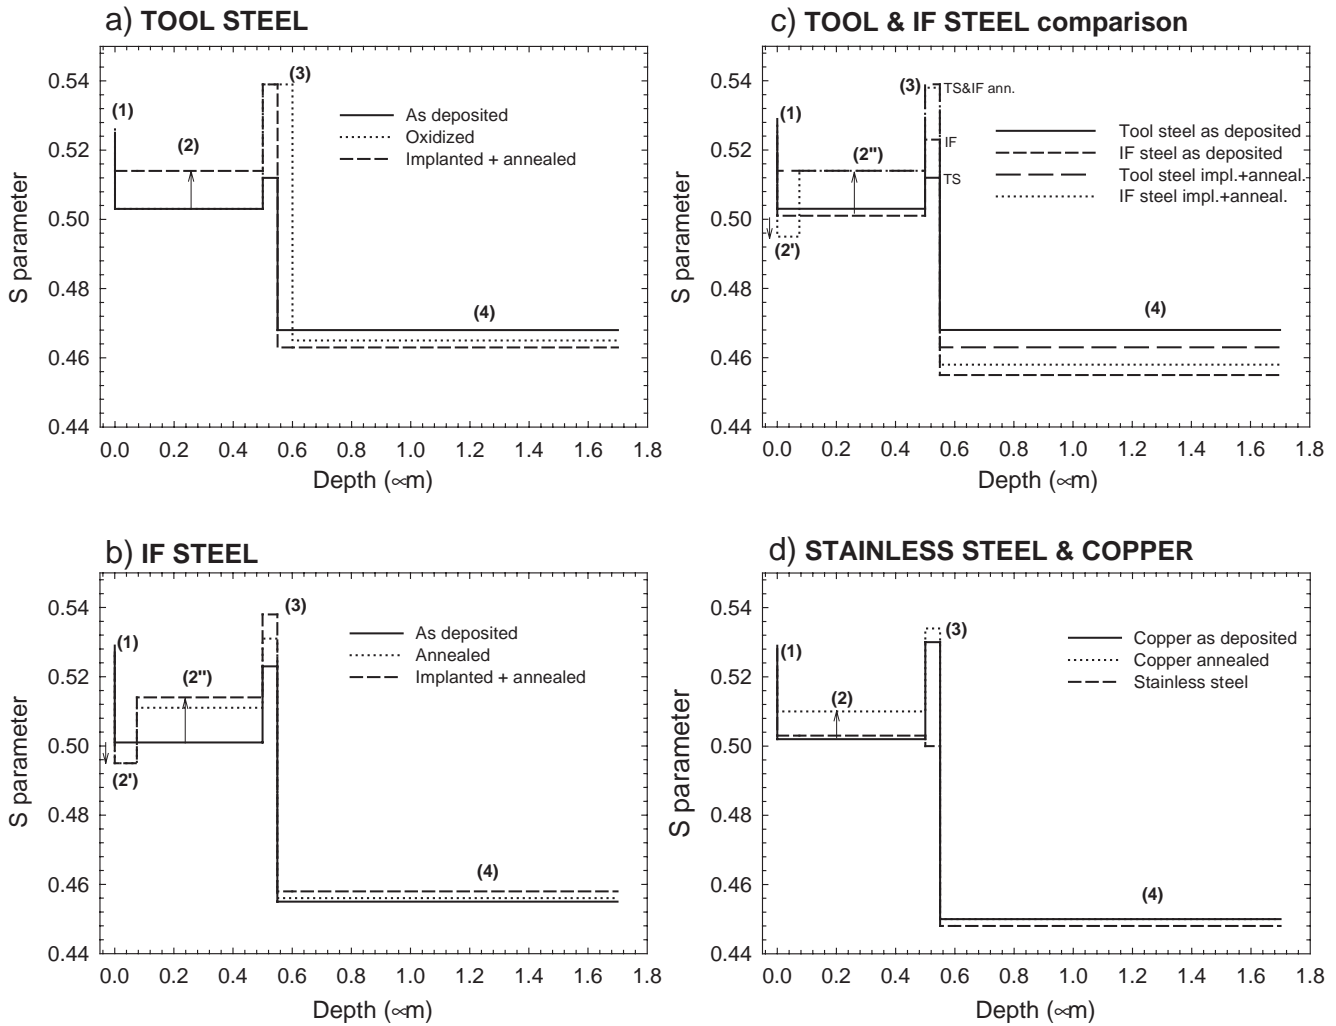 a) TOOL STEEL
0.54
0.52
0.50
0.48
0.46
0.44
S parameter
(1)
(2)
(3)
(4)
As deposited
Oxidized
Implanted + annealed
0.0 0.2 0.4 0.6 0.8 1.0 1.2 1.4 1.6 1.8
Depth (∝m)
c) TOOL & IF STEEL comparison
0.54
0.52
0.50
0.48
0.46
0.44
S parameter
(1)
(2')
(2'')
(3)
(4)
TS&IF ann.
IF
TS
Tool steel as deposited
IF steel as deposited
Tool steel impl.+anneal.
IF steel impl.+anneal.
0.0 0.2 0.4 0.6 0.8 1.0 1.2 1.4 1.6 1.8
Depth (∝m)
b) IF STEEL
0.54
0.52
0.50
0.48
0.46
0.44
S parameter
(1)
(2')
(2'')
(3)
(4)
As deposited
Annealed
Implanted + annealed
0.0 0.2 0.4 0.6 0.8 1.0 1.2 1.4 1.6 1.8
Depth (∝m)
d) STAINLESS STEEL & COPPER
0.54
0.52
0.50
0.48
0.46
0.44
S parameter
(1)
(2)
(3)
(4)
Copper as deposited
Copper annealed
Stainless steel
0.0 0.2 0.4 0.6 0.8 1.0 1.2 1.4 1.6 1.8
Depth (∝m)